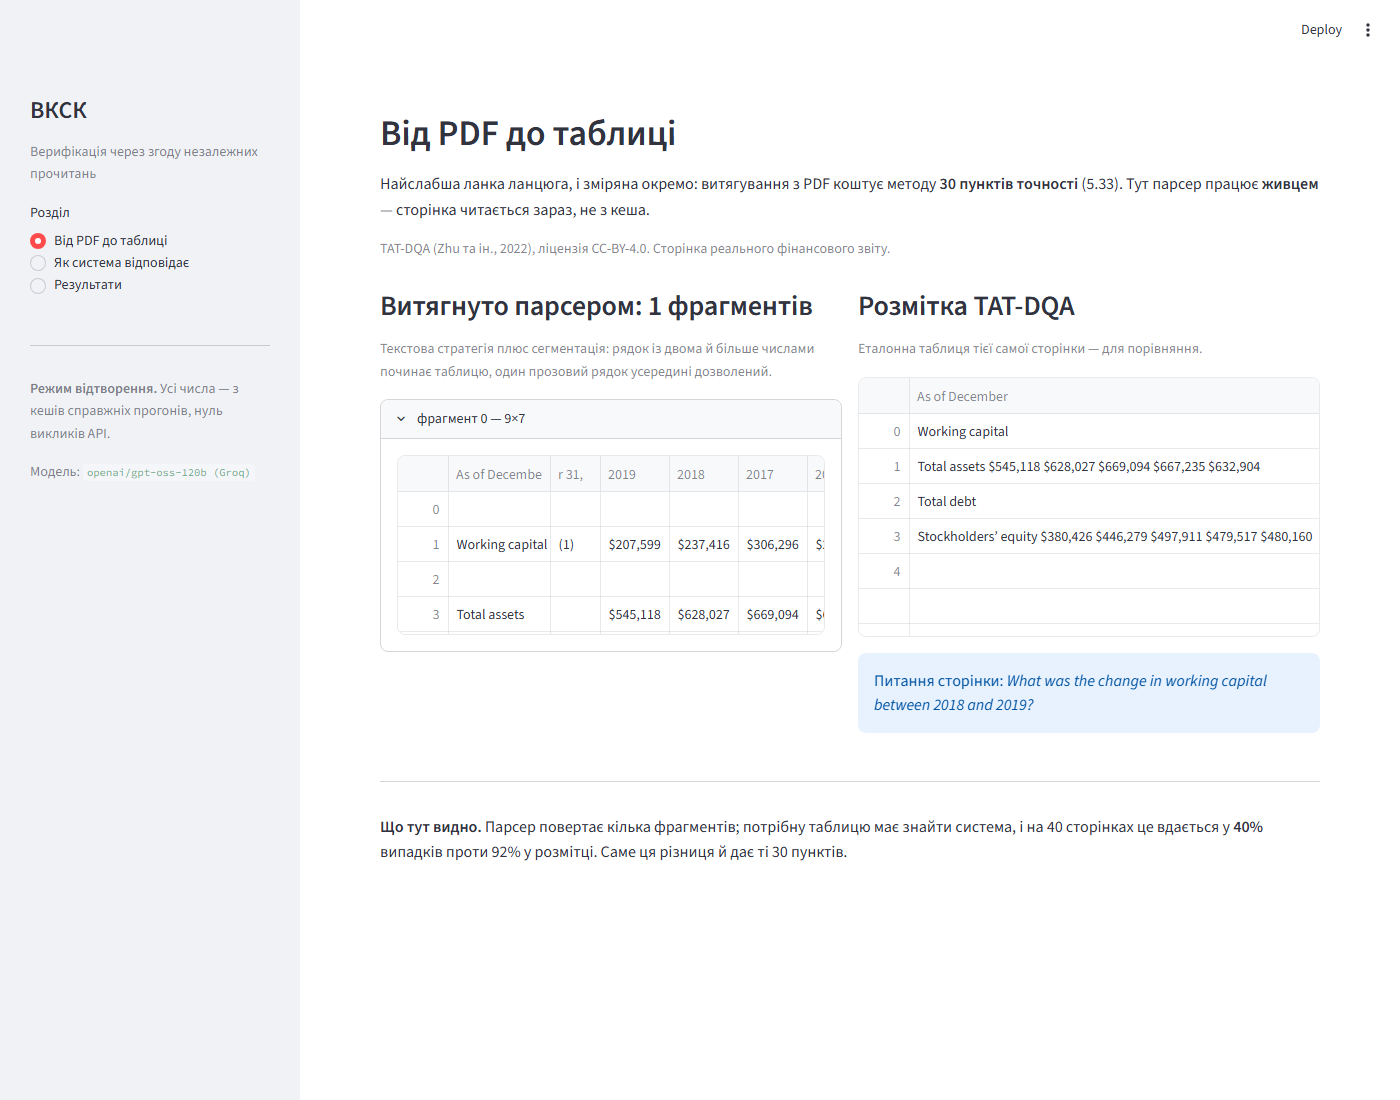 Deploy
ВКСК
Верифікація через згоду незалежних
прочитань
Розділ
Від PDF до таблиці
Як система відповідає
Результати
Режим відтворення. Усі числа — з
кешів справжніх прогонів, нуль
викликів API.
Модель: openai/gpt-oss-120b (Groq)
Від PDF до таблиці
Найслабша ланка ланцюга, і зміряна окремо: витягування з PDF коштує методу 30 пунктів точності (5.33). Тут парсер працює живцем
— сторінка читається зараз, не з кеша.
TAT-DQA (Zhu та ін., 2022), ліцензія CC-BY-4.0. Сторінка реального фінансового звіту.
Витягнуто парсером: 1 фрагментів
Текстова стратегія плюс сегментація: рядок із двома й більше числами
починає таблицю, один прозовий рядок усередині дозволений.
фрагмент 0 — 9×7
As of Decembe r 31, 2019 2018 2017
0
1 Working capital (1) $207,599 $237,416 $306,296
2
3 Total assets $545,118 $628,027 $669,094
Розмітка TAT-DQA
Еталонна таблиця тієї самої сторінки — для порівняння.
As of December
0 Working capital
1 Total assets $545,118 $628,027 $669,094 $667,235 $632,904
2 Total debt
3 Stockholders’ equity $380,426 $446,279 $497,911 $479,517 $480,160
4
Питання сторінки: What was the change in working capital
between 2018 and 2019?
Що тут видно. Парсер повертає кілька фрагментів; потрібну таблицю має знайти система, і на 40 сторінках це вдається у 40%
випадків проти 92% у розмітці. Саме ця різниця й дає ті 30 пунктів.